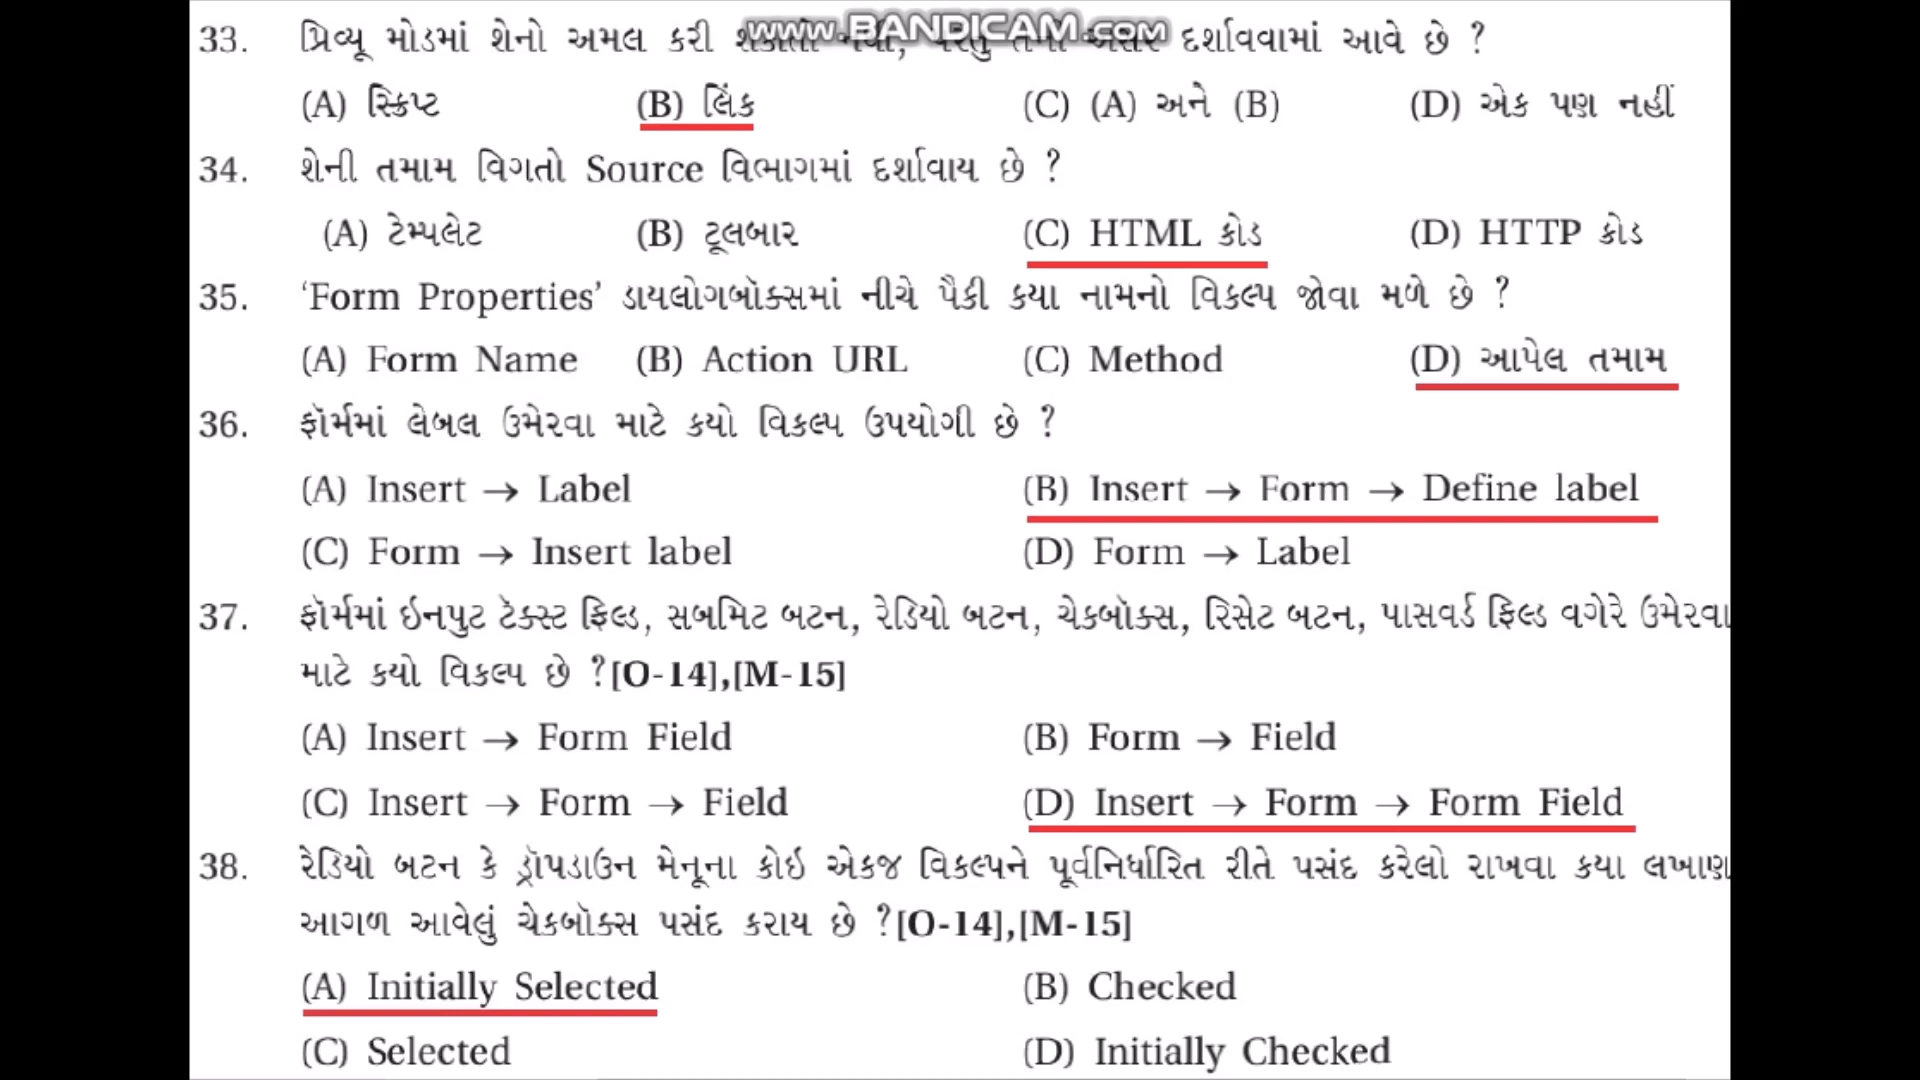 www.BANDICAM.com
33. પ્રિવ્યૂ મોડમાં શેનો અમલ કરી દર્શાવવામાં આવે છે ?
(A) સ્ક્રિપ્ટ (B) લિંક (C) (A) અને (B) (D) એક પણ નહીં
34. શેની તમામ વિગતો Source વિભાગમાં દર્શાવાય છે ?
(A) ટેમ્પલેટ (B) ટૂલબાર (C) HTML કોડ (D) HTTP કોડ
35. ‘Form Properties’ ડાયલોગબૉક્સમાં નીચે પૈકી કયા નામનો વિકલ્પ જોવા મળે છે ?
(A) Form Name (B) Action URL (C) Method (D) આપેલ તમામ
36. ફૉર્મમાં લેબલ ઉમેરવા માટે કયો વિકલ્પ ઉપયોગી છે ?
(A) Insert → Label (B) Insert → Form → Define label
(C) Form → Insert label (D) Form → Label
37. ફૉર્મમાં ઈનપુટ ટૅક્સ્ટ ફિલ્ડ, સબમિટ બટન, રેડિયો બટન, ચેકબૉક્સ, રિસેટ બટન, પાસવર્ડ ફિલ્ડ વગેરે ઉમેરવા
માટે કયો વિકલ્પ છે ?[O-14],[M-15]
(A) Insert → Form Field (B) Form → Field
(C) Insert → Form → Field (D) Insert → Form → Form Field
38. રેડિયો બટન કે ડ્રૉપડાઉન મેનૂના કોઇ એકજ વિકલ્પને પૂર્વનિર્ધારિત રીતે પસંદ કરેલો રાખવા કયા લખાણ
આગળ આવેલું ચેકબૉક્સ પસંદ કરાય છે ?[O-14],[M-15]
(A) Initially Selected (B) Checked
(C) Selected (D) Initially Checked